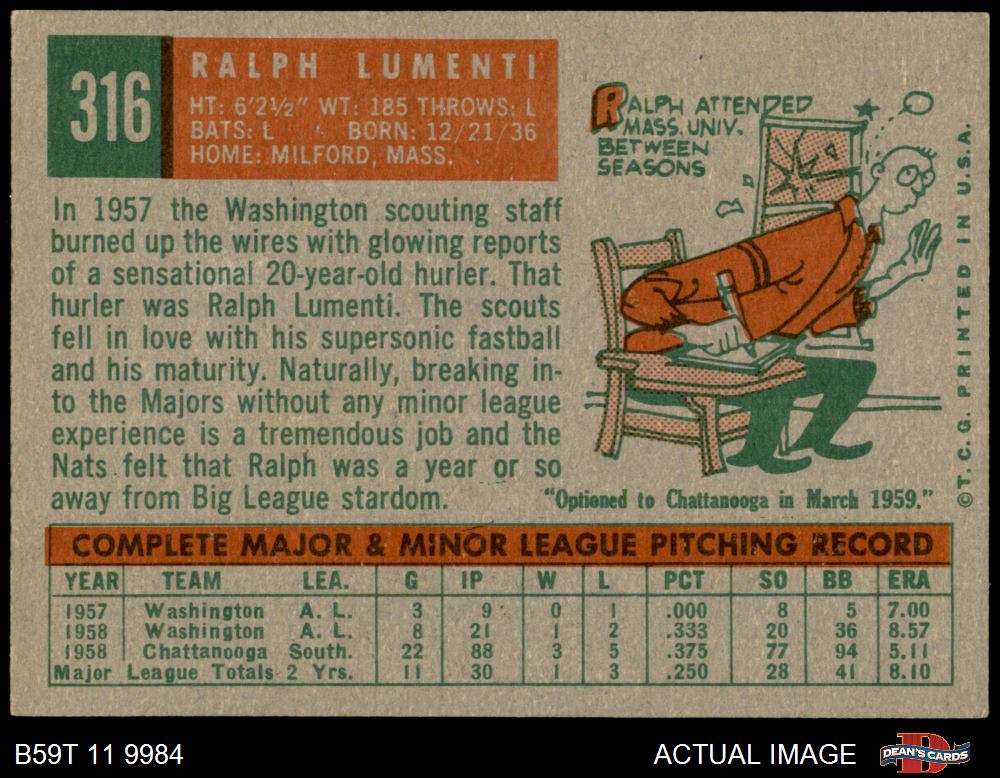 316
RALPH LUMENTI
HT: 6'2½" WT: 185 THROWS: L
BATS: L BORN: 12/21/36
HOME: MILFORD, MASS.
RALPH ATTENDED
MASS. UNIV.
BETWEEN
SEASONS
In 1957 the Washington scouting staff
burned up the wires with glowing reports
of a sensational 20-year-old hurler. That
hurler was Ralph Lumenti. The scouts
fell in love with his supersonic fastball
and his maturity. Naturally, breaking in-
to the Majors without any minor league
experience is a tremendous job and the
Nats felt that Ralph was a year or so
away from Big League stardom.
"Optioned to Chattanooga in March 1959."
© T. C. G. PRINTED IN U.S.A.
COMPLETE MAJOR & MINOR LEAGUE PITCHING RECORD
YEAR TEAM LEA. G IP W L PCT SO BB ERA
1957 Washington A. L. 3 9 0 1 .000 8 5 7.00
1958 Washington A. L. 8 21 1 2 .333 20 36 8.57
1958 Chattanooga South. 22 88 3 5 .375 77 94 5.11
Major League Totals 2 Yrs. 11 30 1 3 .250 28 41 8.10
B59T 11 9984
ACTUAL IMAGE
DEAN'S CARDS